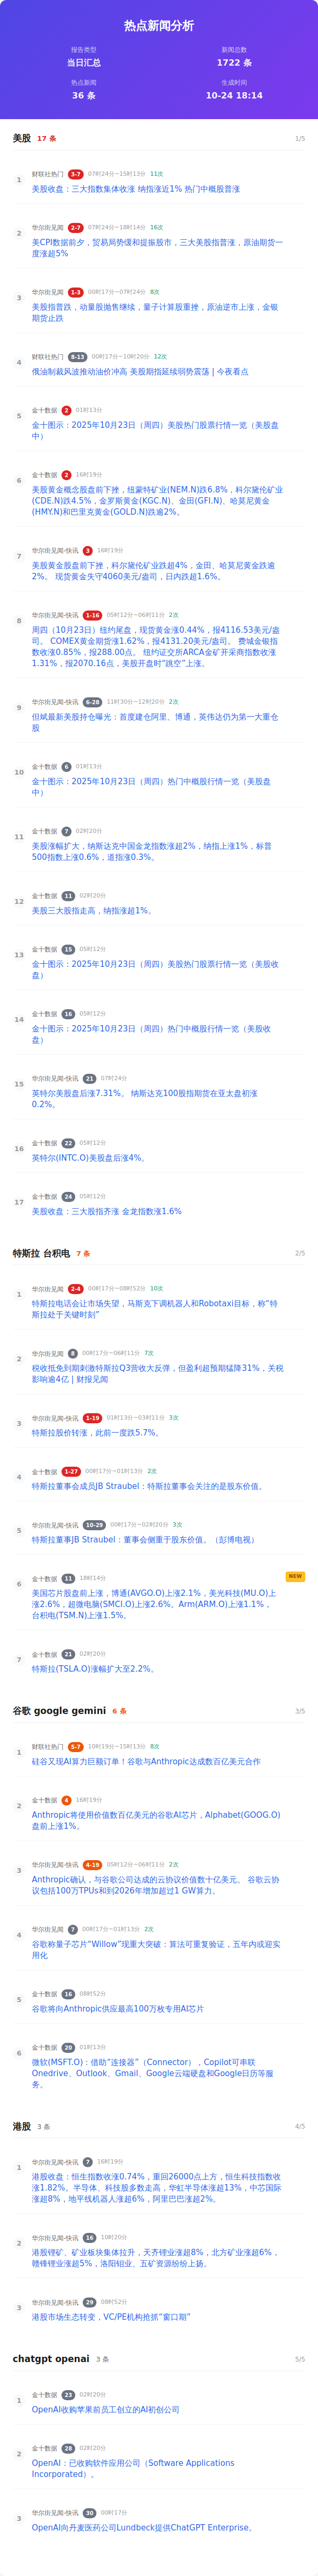 热点新闻分析
报告类型
新闻总数
当日汇总
1722 条
热点新闻
生成时间
36 条
10-24 18:14
美股 17 条 1/5
1 财联社热门 3-7 07时24分~15时13分 11次
美股收盘：三大指数集体收涨 纳指涨近1% 热门中概股普涨
2 华尔街见闻 2-7 07时24分~18时14分 16次
美CPI数据前夕，贸易局势缓和提振股市，三大美股指普涨，原油期货一
度涨超5%
3 华尔街见闻 1-3 00时17分~07时24分 8次
美股指普跌，动量股抛售继续，量子计算股重挫，原油逆市上涨，金银
期货止跌
4 财联社热门 8-13 00时17分~10时20分 12次
俄油制裁风波推动油价冲高 美股期指延续弱势震荡 | 今夜看点
5 金十数据 2 01时13分
金十图示：2025年10月23日（周四）美股热门股票行情一览（美股盘
中）
6 金十数据 2 16时19分
美股黄金概念股盘前下挫，纽蒙特矿业(NEM.N)跌6.8%，科尔黛伦矿业
(CDE.N)跌4.5%，金罗斯黄金(KGC.N)、金田(GFI.N)、哈莫尼黄金
(HMY.N)和巴里克黄金(GOLD.N)跌逾2%。
7 华尔街见闻-快讯 3 16时19分
美股黄金股盘前下挫，科尔黛伦矿业跌超4%，金田、哈莫尼黄金跌逾
2%。 现货黄金失守4060美元/盎司，日内跌超1.6%。
8 华尔街见闻-快讯 1-16 05时12分~06时11分 2次
周四（10月23日）纽约尾盘，现货黄金涨0.44%，报4116.53美元/盎
司。 COMEX黄金期货涨1.62%，报4131.20美元/盎司。 费城金银指
数收涨0.85%，报288.00点。 纽约证交所ARCA金矿开采商指数收涨
1.31%，报2070.16点，美股开盘时“跳空”上涨。
9 华尔街见闻-快讯 6-28 11时30分~12时20分 2次
但斌最新美股持仓曝光：首度建仓阿里、博通，英伟达仍为第一大重仓
股
10 金十数据 6 01时13分
金十图示：2025年10月23日（周四）热门中概股行情一览（美股盘
中）
11 金十数据 7 02时20分
美股涨幅扩大，纳斯达克中国金龙指数涨超2%，纳指上涨1%，标普
500指数上涨0.6%，道指涨0.3%。
12 金十数据 11 02时20分
美股三大股指走高，纳指涨超1%。
13 金十数据 15 05时12分
金十图示：2025年10月23日（周四）美股热门股票行情一览（美股收
盘）
14 金十数据 16 05时12分
金十图示：2025年10月23日（周四）热门中概股行情一览（美股收
盘）
15 华尔街见闻-快讯 21 07时24分
英特尔美股盘后涨7.31%。 纳斯达克100股指期货在亚太盘初涨
0.2%。
16 金十数据 22 05时12分
英特尔(INTC.O)美股盘后涨4%。
17 金十数据 24 05时12分
美股收盘：三大股指齐涨 金龙指数涨1.6%
特斯拉 台积电 7 条 2/5
1 华尔街见闻 2-4 00时17分~08时52分 10次
特斯拉电话会让市场失望，马斯克下调机器人和Robotaxi目标，称“特
斯拉处于关键时刻”
2 华尔街见闻 8 00时17分~06时11分 7次
税收抵免到期刺激特斯拉Q3营收大反弹，但盈利超预期猛降31%，关税
影响逾4亿 | 财报见闻
3 华尔街见闻-快讯 1-19 01时13分~03时11分 3次
特斯拉股价转涨，此前一度跌5.7%。
4 金十数据 1-27 00时17分~01时13分 2次
特斯拉董事会成员JB Straubel：特斯拉董事会关注的是股东价值。
5 华尔街见闻-快讯 10-29 00时17分~02时20分 3次
特斯拉董事JB Straubel：董事会侧重于股东价值。（彭博电视）
6 金十数据 11 18时14分 NEW
美国芯片股盘前上涨，博通(AVGO.O)上涨2.1%，美光科技(MU.O)上
涨2.6%，超微电脑(SMCI.O)上涨2.6%。Arm(ARM.O)上涨1.1%，
台积电(TSM.N)上涨1.5%。
7 金十数据 21 02时20分
特斯拉(TSLA.O)涨幅扩大至2.2%。
谷歌 google gemini 6 条 3/5
1 财联社热门 5-7 10时19分~15时13分 8次
硅谷又现AI算力巨额订单！谷歌与Anthropic达成数百亿美元合作
2 金十数据 4 16时19分
Anthropic将使用价值数百亿美元的谷歌AI芯片，Alphabet(GOOG.O)
盘前上涨1%。
3 华尔街见闻-快讯 4-19 05时12分~06时11分 2次
Anthropic确认，与谷歌公司达成的云协议价值数十亿美元。 谷歌云协
议包括100万TPUs和到2026年增加超过1 GW算力。
4 华尔街见闻 7 00时17分~01时13分 2次
谷歌称量子芯片“Willow”现重大突破：算法可重复验证，五年内或迎实
用化
5 金十数据 16 08时52分
谷歌将向Anthropic供应最高100万枚专用AI芯片
6 金十数据 20 01时13分
微软(MSFT.O)：借助“连接器”（Connector），Copilot可串联
Onedrive、Outlook、Gmail、Google云端硬盘和Google日历等服
务。
港股 3 条 4/5
1 华尔街见闻-快讯 7 16时19分
港股收盘：恒生指数收涨0.74%，重回26000点上方，恒生科技指数收
涨1.82%。半导体、科技股多数走高，华虹半导体涨超13%，中芯国际
涨超8%，地平线机器人涨超6%，阿里巴巴涨超2%。
2 华尔街见闻-快讯 16 10时20分
港股锂矿、矿业板块集体拉升，天齐锂业涨超8%，北方矿业涨超6%，
赣锋锂业涨超5%，洛阳钼业、五矿资源纷纷上扬。
3 华尔街见闻-快讯 29 08时52分
港股市场生态转变，VC/PE机构抢抓“窗口期”
chatgpt openai 3 条 5/5
1 金十数据 23 02时20分
OpenAI收购苹果前员工创立的AI初创公司
2 金十数据 28 02时20分
OpenAI：已收购软件应用公司（Software Applications
Incorporated）。
3 华尔街见闻-快讯 30 00时17分
OpenAI向丹麦医药公司Lundbeck提供ChatGPT Enterprise。